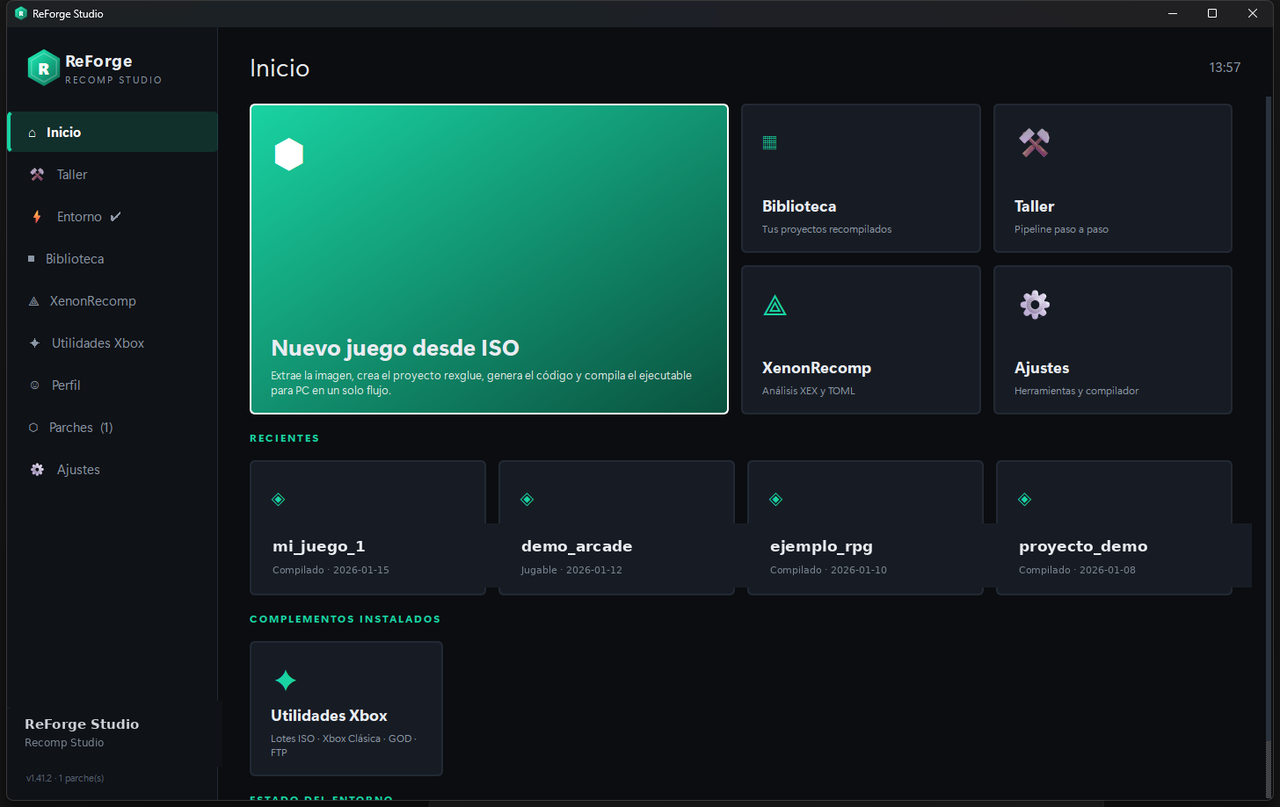 ReForge Studio
ReForge
RECOMP STUDIO
Inicio
Taller
Entorno ✓
Biblioteca
XenonRecomp
Utilidades Xbox
Perfil
Parches (1)
Ajustes
ReForge Studio
Recomp Studio
v1.41.2 · 1 parche(s)
Inicio
13:57
Nuevo juego desde ISO
Extrae la imagen, crea el proyecto rexglue, genera el código y compila el ejecutable
para PC en un solo flujo.
Biblioteca
Tus proyectos recompilados
Taller
Pipeline paso a paso
XenonRecomp
Análisis XEX y TOML
Ajustes
Herramientas y compilador
RECIENTES
mi_juego_1
Compilado · 2026-01-15
demo_arcade
Jugable · 2026-01-12
ejemplo_rpg
Compilado · 2026-01-10
proyecto_demo
Compilado · 2026-01-08
COMPLEMENTOS INSTALADOS
Utilidades Xbox
Lotes ISO · Xbox Clásica · GOD ·
FTP
ESTADO DEL ENTORNO